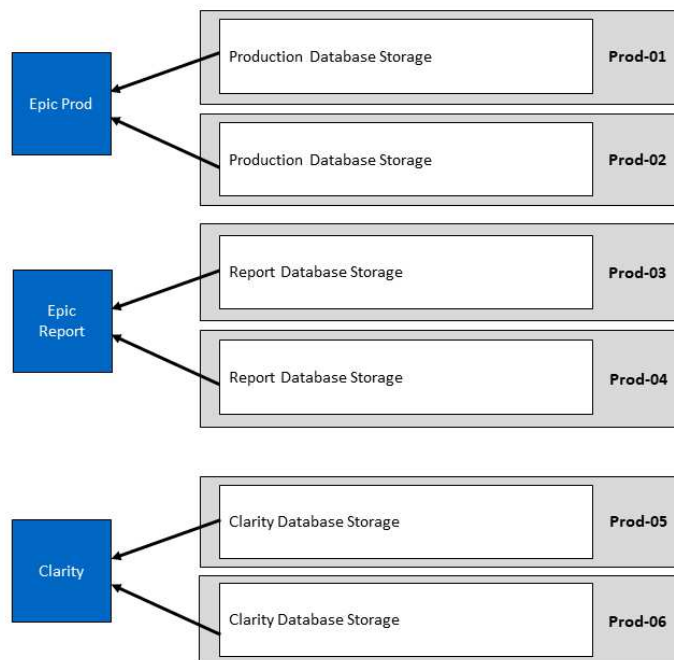 Production Database Storage
Prod-01
Epic Prod
Production Database Storage
Prod-02
Report Database Storage
Prod-03
Epic
Report
Report Database Storage
Prod-04
Clarity Database Storage
Prod-05
Clarity
Clarity Database Storage
Prod-06